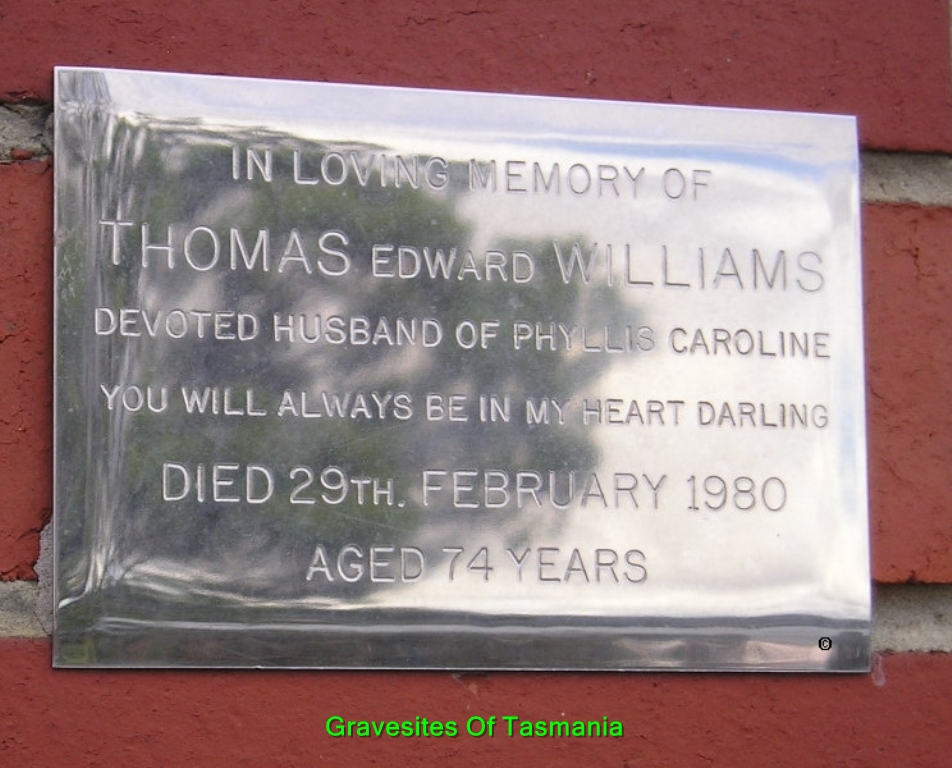 IN LOVING MEMORY OF
THOMAS EDWARD WILLIAMS
DEVOTED HUSBAND OF PHYLLIS CAROLINE
YOU WILL ALWAYS BE IN MY HEART DARLING
DIED 29TH. FEBRUARY 1980
AGED 74 YEARS
©
Gravesites Of Tasmania